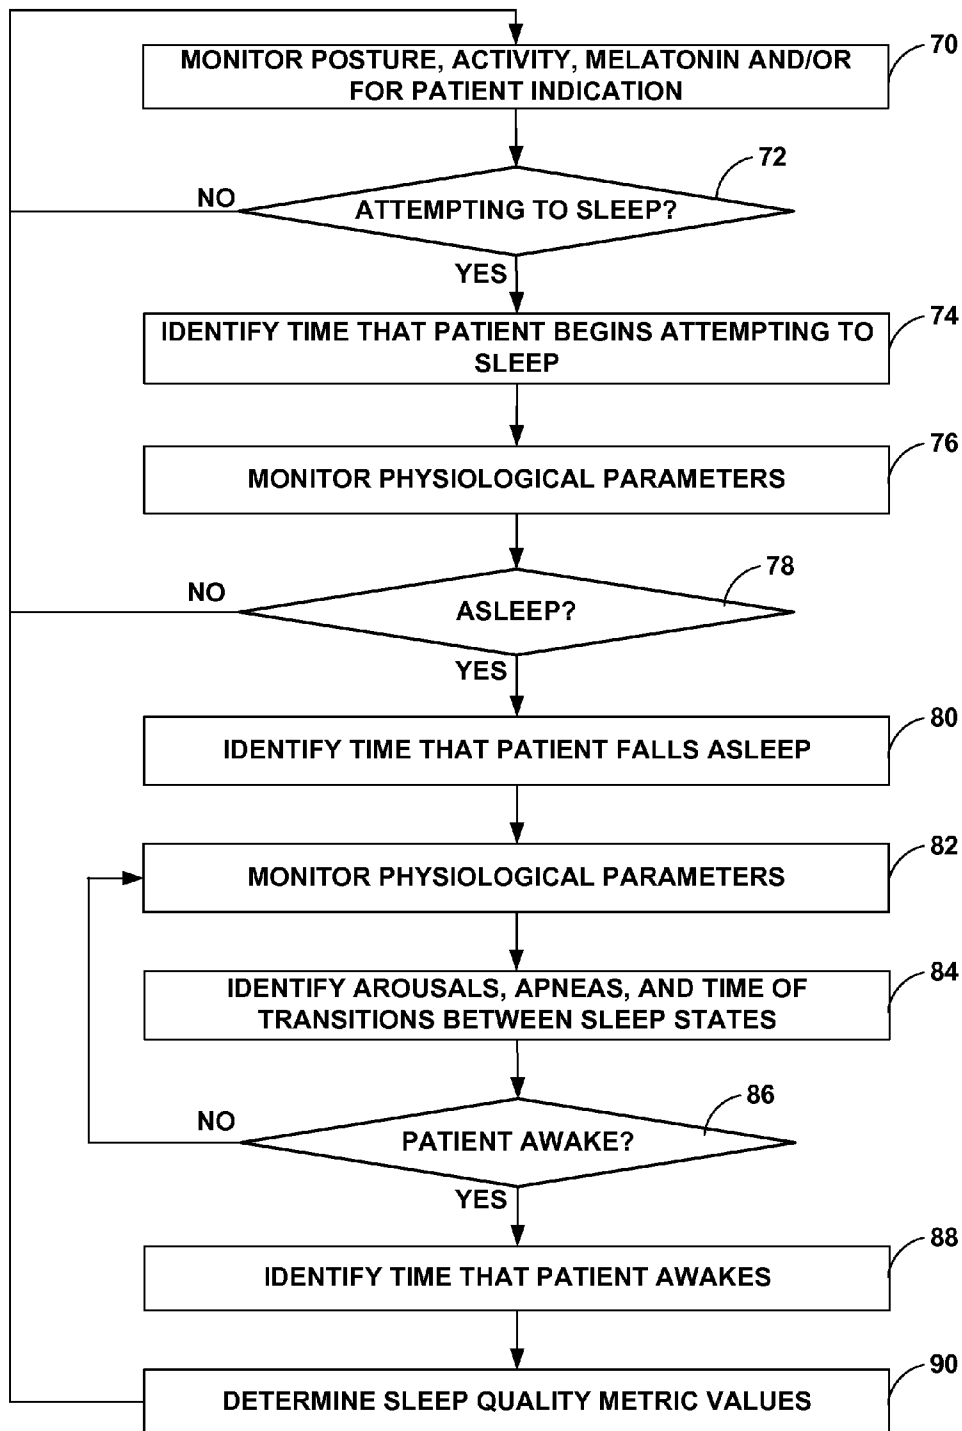 MONITOR POSTURE, ACTIVITY, MELATONIN AND/OR
FOR PATIENT INDICATION
70
72
NO
ATTEMPTING TO SLEEP?
YES
IDENTIFY TIME THAT PATIENT BEGINS ATTEMPTING TO
SLEEP
74
MONITOR PHYSIOLOGICAL PARAMETERS
76
78
NO
ASLEEP?
YES
IDENTIFY TIME THAT PATIENT FALLS ASLEEP
80
MONITOR PHYSIOLOGICAL PARAMETERS
82
IDENTIFY AROUSALS, APNEAS, AND TIME OF
TRANSITIONS BETWEEN SLEEP STATES
84
86
NO
PATIENT AWAKE?
YES
IDENTIFY TIME THAT PATIENT AWAKES
88
DETERMINE SLEEP QUALITY METRIC VALUES
90